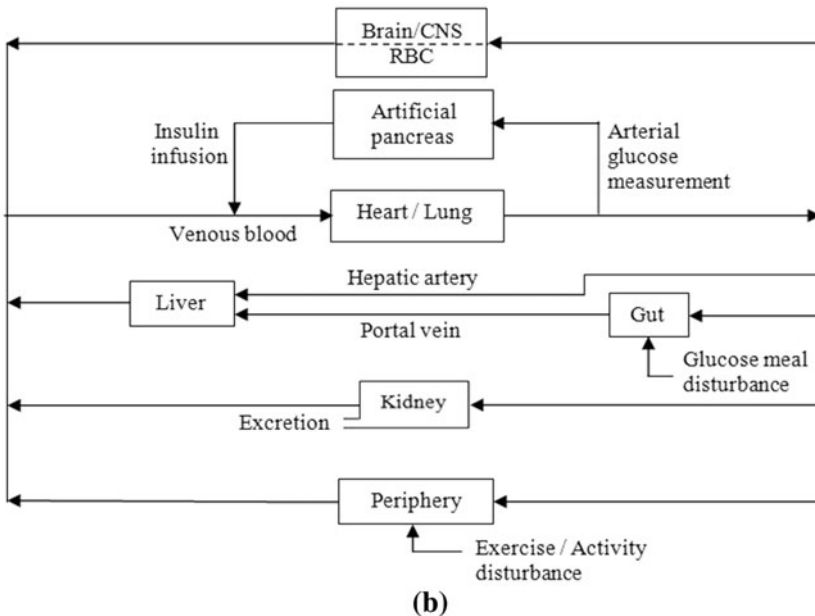 Brain/CNS
RBC
Artificial
pancreas
Insulin
infusion
Arterial
glucose
measurement
Heart / Lung
Venous blood
Hepatic artery
Liver
Gut
Portal vein
Glucose meal
disturbance
Kidney
Excretion
Periphery
Exercise / Activity
disturbance
(b)